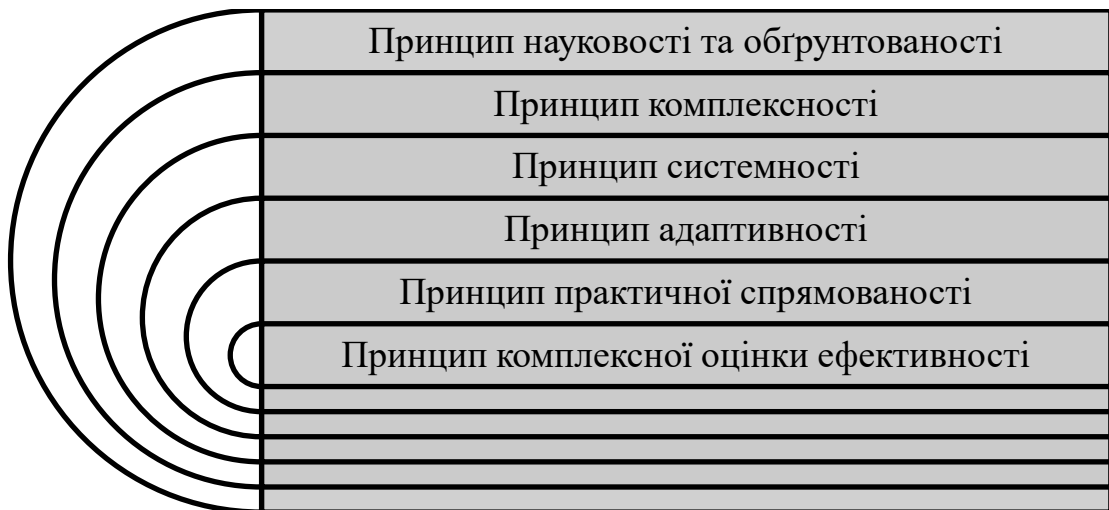 Принцип науковості та обґрунтованості
Принцип комплексності
Принцип системності
Принцип адаптивності
Принцип практичної спрямованості
Принцип комплексної оцінки ефективності